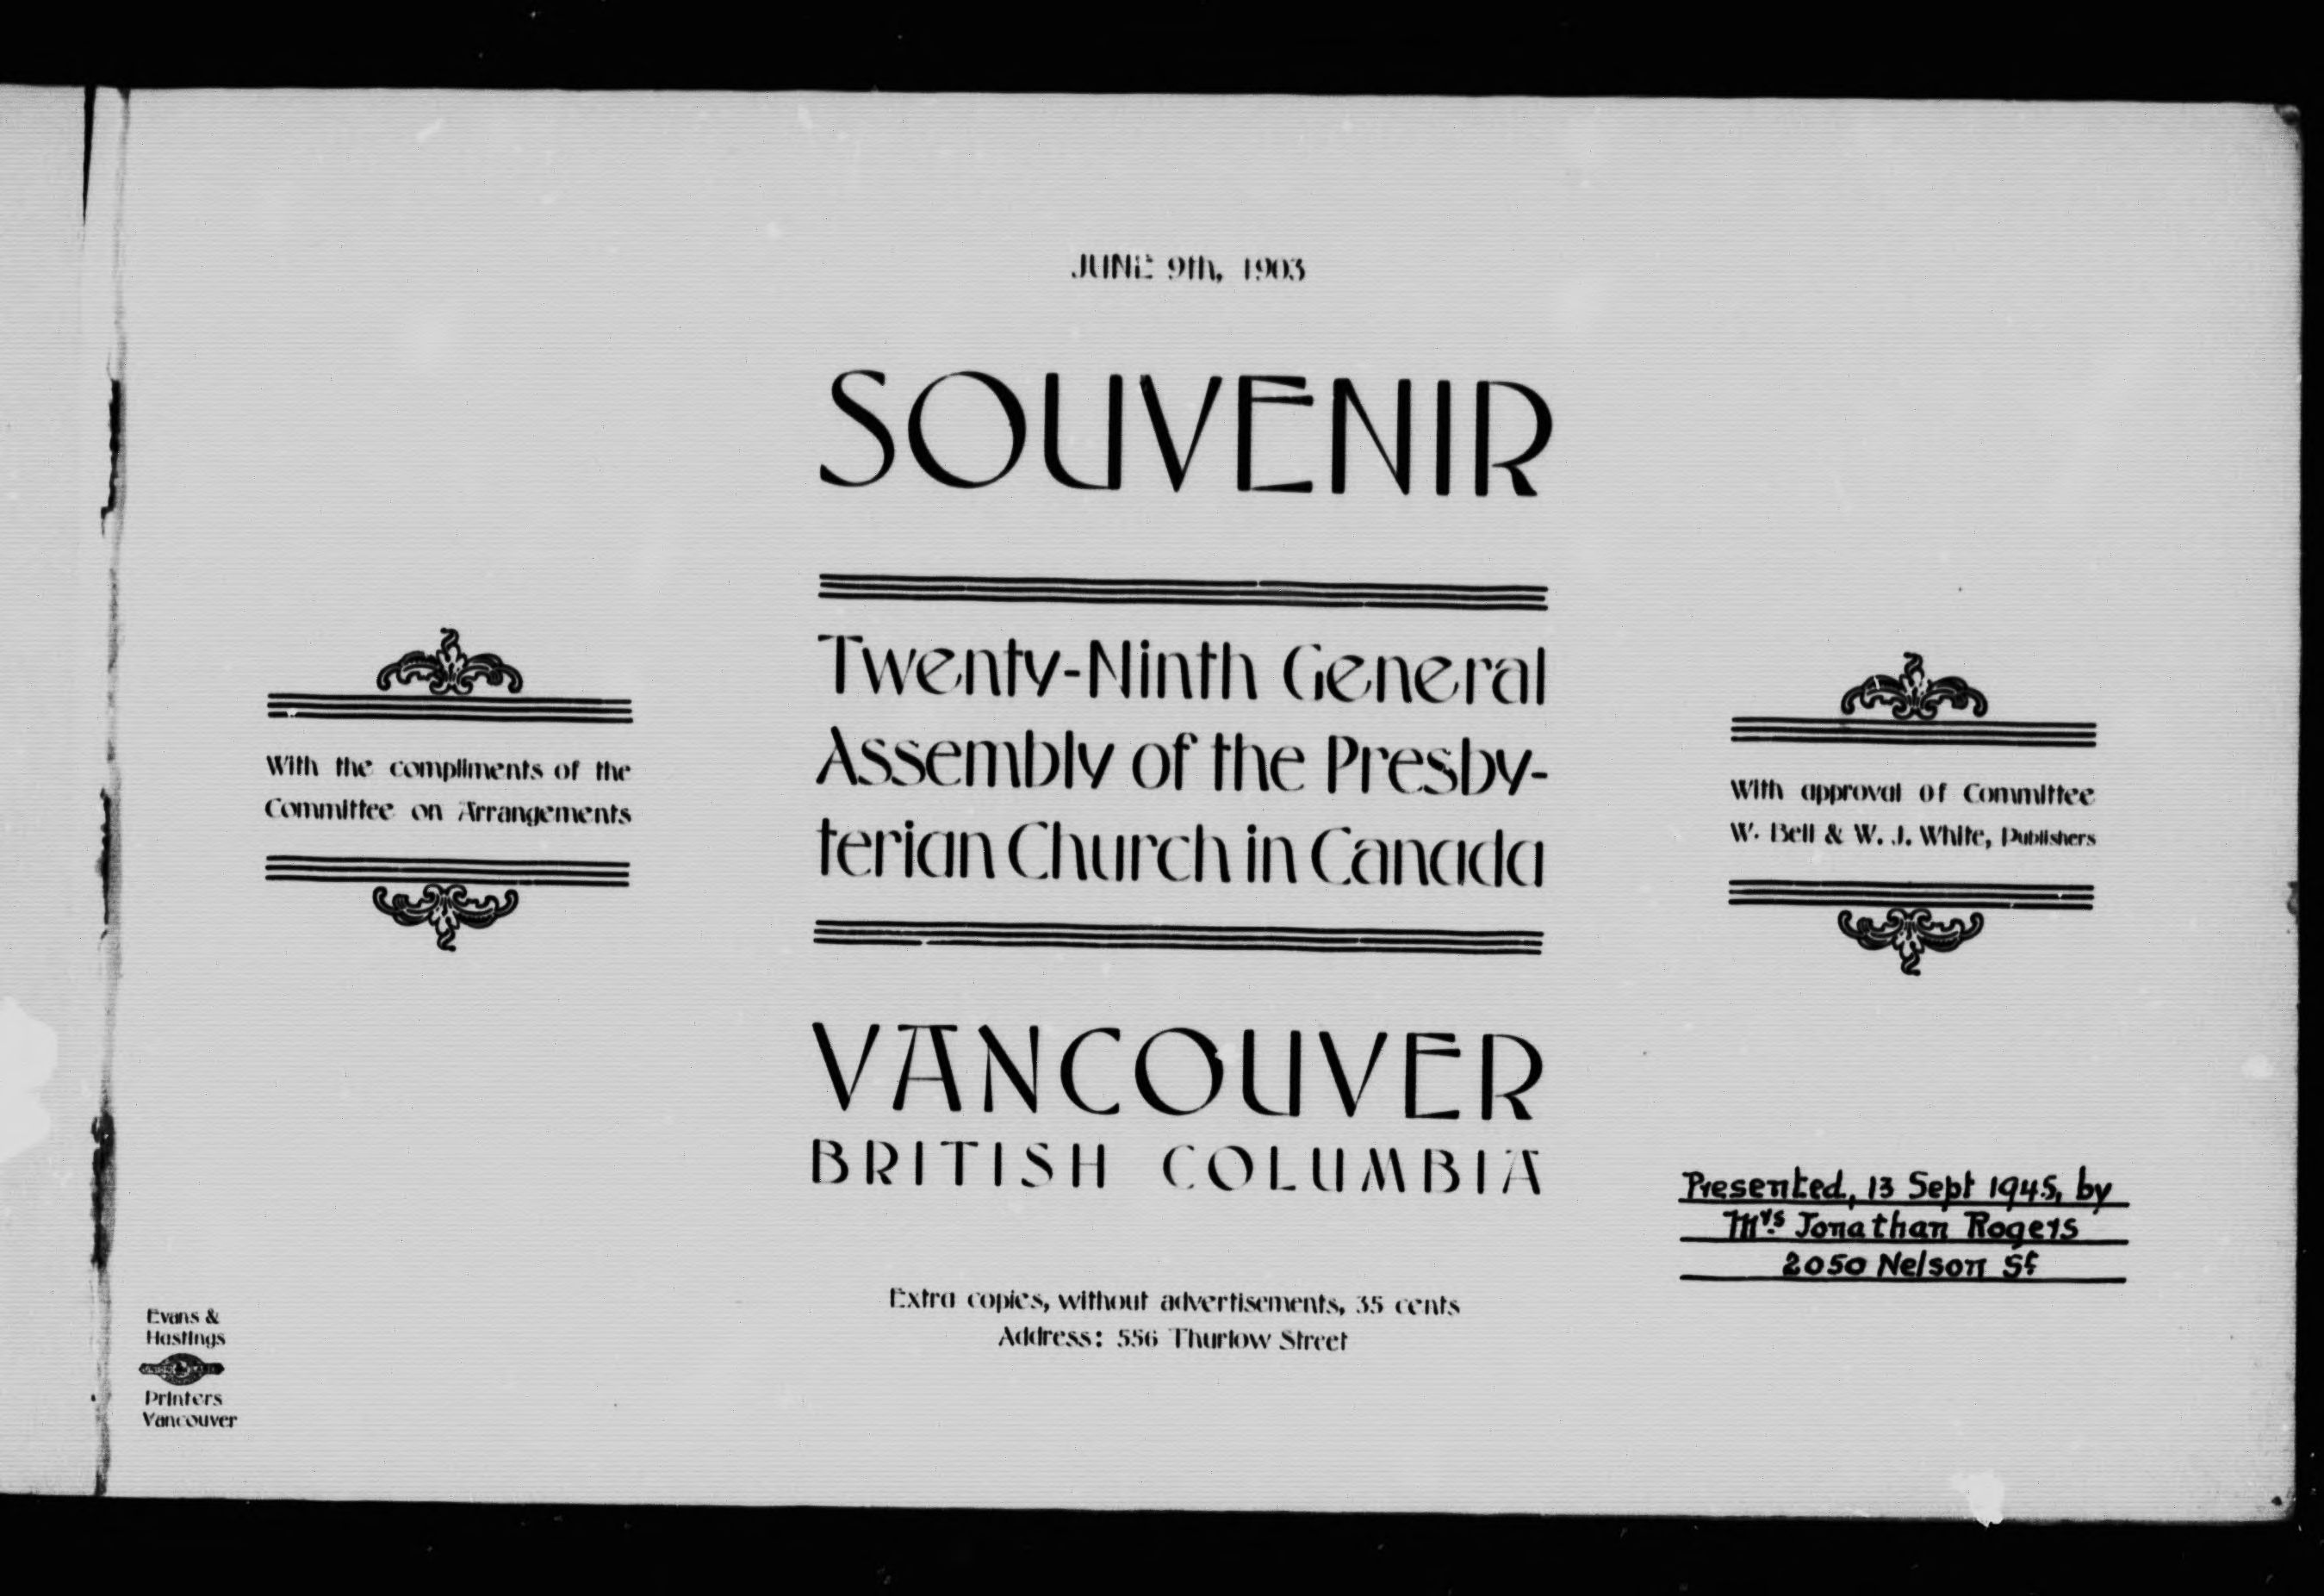 JUNE 9th, 1903
SOUVENIR
Twenty-Ninth General
Assembly of the Presby-
terian Church in Canada
VANCOUVER
BRITISH COLUMBIA
Extra copies, without advertisements, 35 cents
Address: 556 Thurlow Street
With the compliments of the
Committee on Arrangements
With approval of Committee
W. Bell & W. J. White, Publishers
Presented, 13 Sept 1945, by
Mrs Jonathan Rogers
2050 Nelson St
Evans &
Hastings
Printers
Vancouver